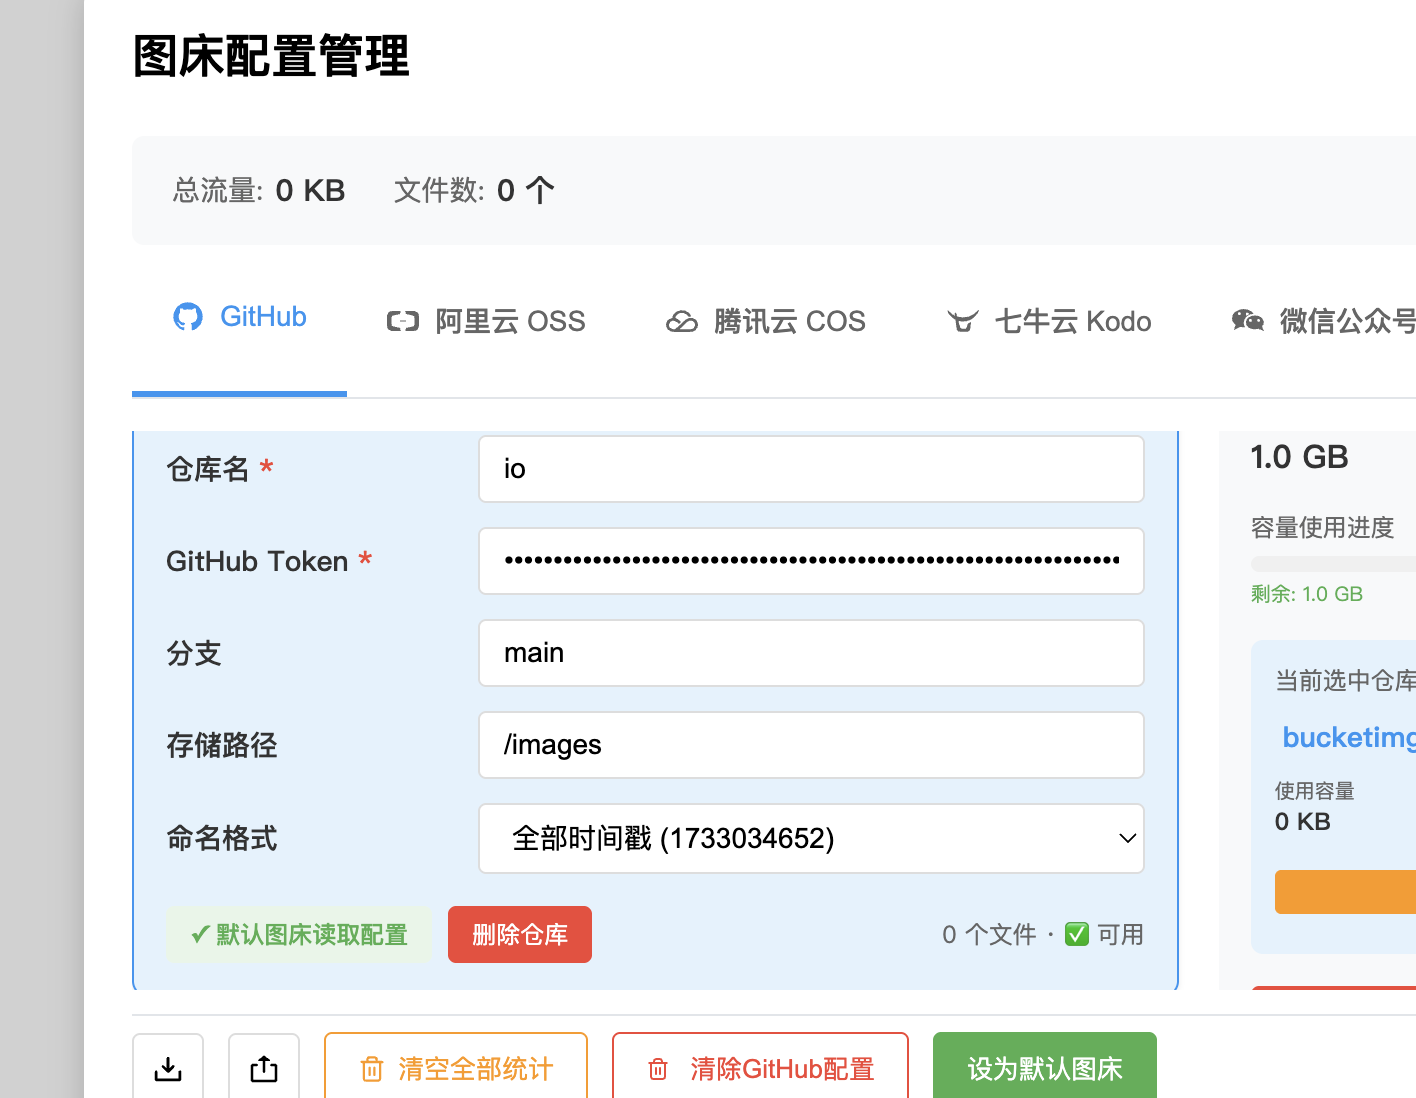 图床配置管理
总流量: 0 KB 文件数: 0 个
GitHub 阿里云 OSS 腾讯云 COS 七牛云 Kodo 微信公众号
仓库名 * io
GitHub Token * ••••••••••••••••••••••••••••••••••••••••••••••••••
分支 main
存储路径 /images
命名格式 全部时间戳 (1733034652)
✔默认图床读取配置 删除仓库 0 个文件 · ✅ 可用
1.0 GB
容量使用进度
剩余: 1.0 GB
当前选中仓库
bucketimg
使用容量
0 KB
清空全部统计 清除GitHub配置 设为默认图床